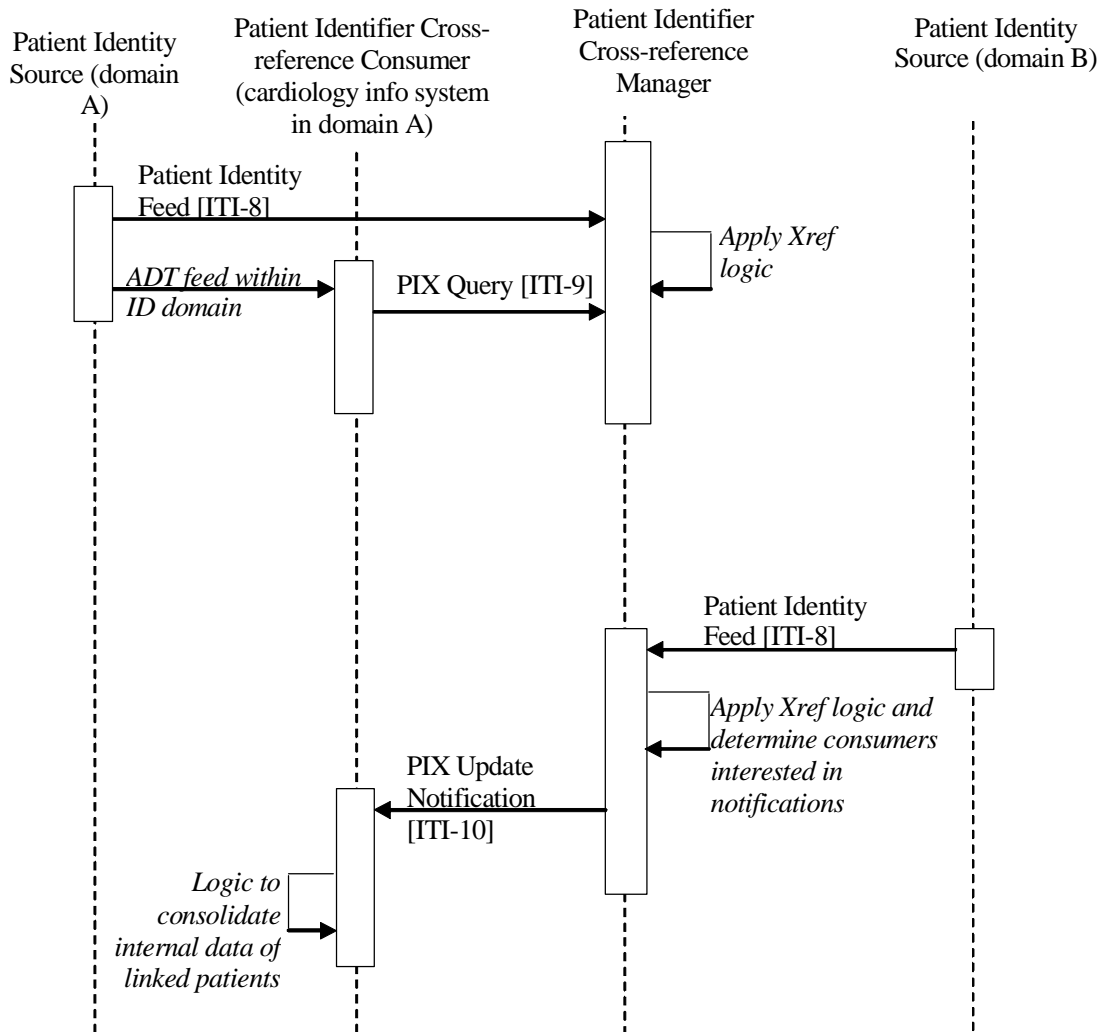 Patient Identity
Source (domain
A)
Patient Identifier Cross-
reference Consumer
(cardiology info system
in domain A)
Patient Identifier
Cross-reference
Manager
Patient Identity
Source (domain B)
Patient Identity
Feed [ITI-8]
Apply Xref
logic
ADT feed within
ID domain
PIX Query [ITI-9]
Patient Identity
Feed [ITI-8]
Apply Xref logic and
determine consumers
interested in
notifications
PIX Update
Notification
[ITI-10]
Logic to
consolidate
internal data of
linked patients